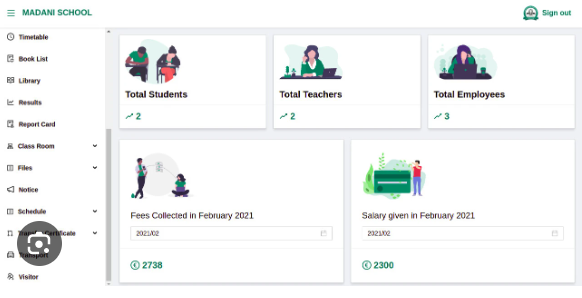 MADANI SCHOOL
Sign out
Timetable
Book List
Library
Results
Report Card
Class Room
Files
Notice
Schedule
Transfer Certificate
Transport
Visitor
Total Students
2
Total Teachers
2
Total Employees
3
Fees Collected in February 2021
2021/02
2738
Salary given in February 2021
2021/02
2300